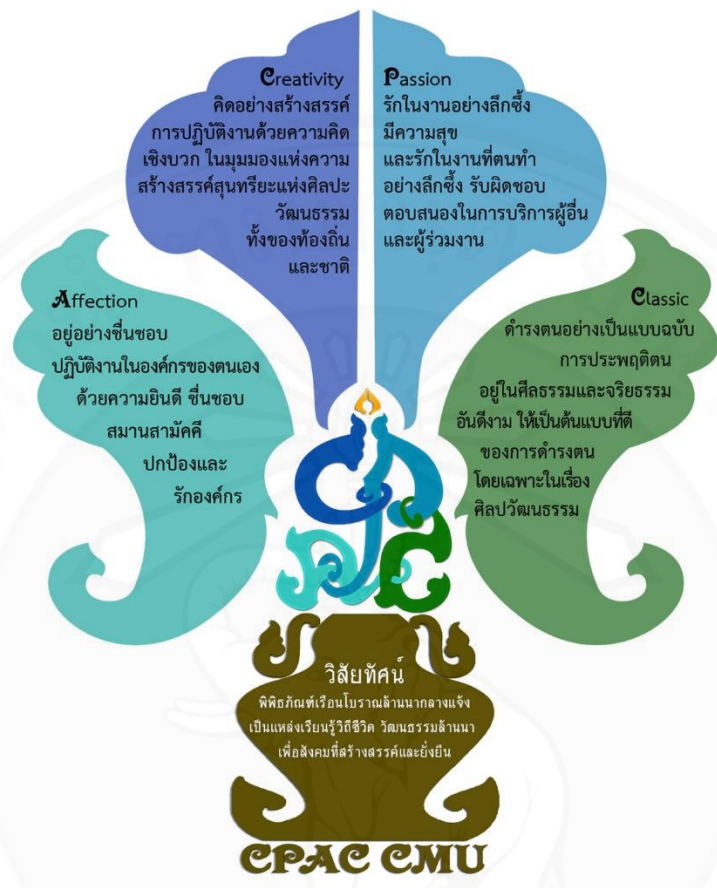 Creativity
คิดอย่างสร้างสรรค์
การปฏิบัติงานด้วยความคิด
เชิงบวก ในมุมมองแห่งความ
สร้างสรรค์สุนทรียะแห่งศิลปะ
วัฒนธรรม
ทั้งของท้องถิ่น
และชาติ
Passion
รักในงานอย่างลึกซึ้ง
มีความสุข
และรักในงานที่ตนทำ
อย่างลึกซึ้ง รับผิดชอบ
ตอบสนองในการบริการผู้อื่น
และผู้ร่วมงาน
Affection
อยู่อย่างชื่นชอบ
ปฏิบัติงานในองค์กรของตนเอง
ด้วยความยินดี ชื่นชอบ
สมานสามัคคี
ปกป้องและ
รักองค์กร
Classic
ดำรงตนอย่างเป็นแบบฉบับ
การประพฤติตน
อยู่ในศีลธรรมและจริยธรรม
อันดีงาม ให้เป็นต้นแบบที่ดี
ของการดำรงตน
โดยเฉพาะในเรื่อง
ศิลปวัฒนธรรม
วิสัยทัศน์
พิพิธภัณฑ์เรือนโบราณล้านนากลางแจ้ง
เป็นแหล่งเรียนรู้วิถีชีวิต วัฒนธรรมล้านนา
เพื่อสังคมที่สร้างสรรค์และยั่งยืน
CPAC CMU